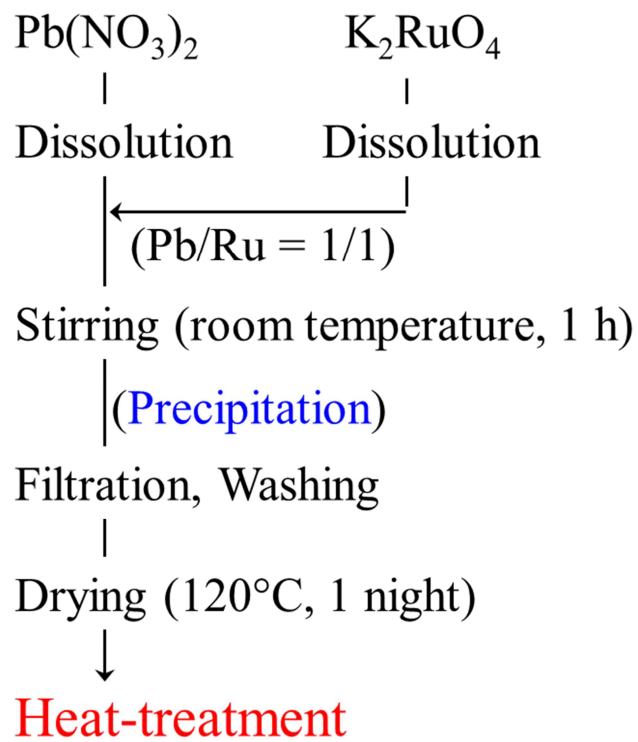 Pb(NO₃)₂ K₂RuO₄
Dissolution Dissolution
(Pb/Ru = 1/1)
Stirring (room temperature, 1 h)
(Precipitation)
Filtration, Washing
Drying (120°C, 1 night)
Heat-treatment